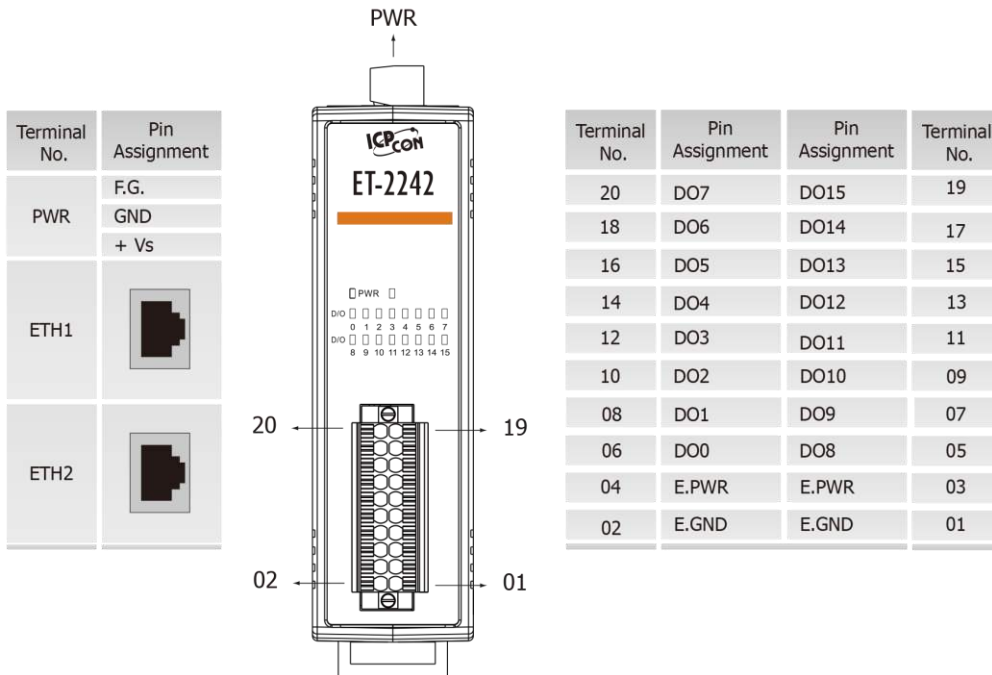 PWR
Terminal No. Pin Assignment
PWR F.G.
GND
+ Vs
ETH1
ETH2
ICP CON
ET-2242
PWR
D/O
0 1 2 3 4 5 6 7
D/O
8 9 10 11 12 13 14 15
20 19
02 01
Terminal No. Pin Assignment Pin Assignment Terminal No.
20 DO7 DO15 19
18 DO6 DO14 17
16 DO5 DO13 15
14 DO4 DO12 13
12 DO3 DO11 11
10 DO2 DO10 09
08 DO1 DO9 07
06 DO0 DO8 05
04 E.PWR E.PWR 03
02 E.GND E.GND 01